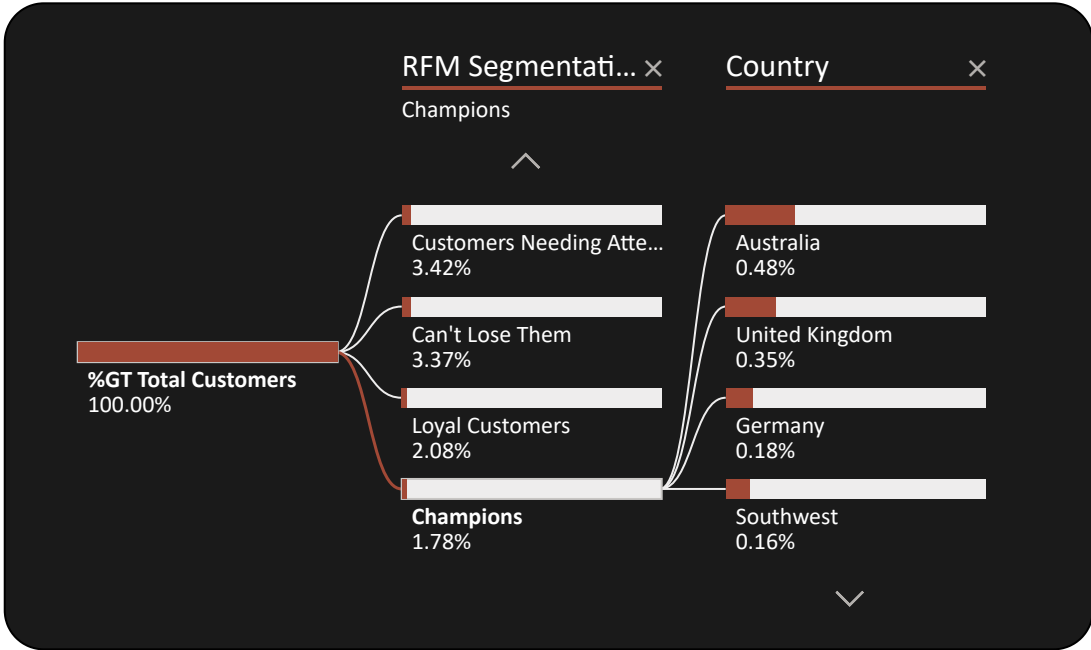 RFM Segmentati...
Country
Champions
Customers Needing Atte...
3.42%
Australia
0.48%
Can't Lose Them
3.37%
United Kingdom
0.35%
%GT Total Customers
100.00%
Loyal Customers
2.08%
Germany
0.18%
Champions
1.78%
Southwest
0.16%